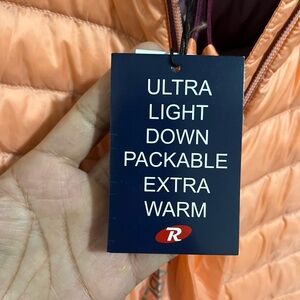 ULTRA
LIGHT
DOWN
PACKABLE
EXTRA
WARM
R